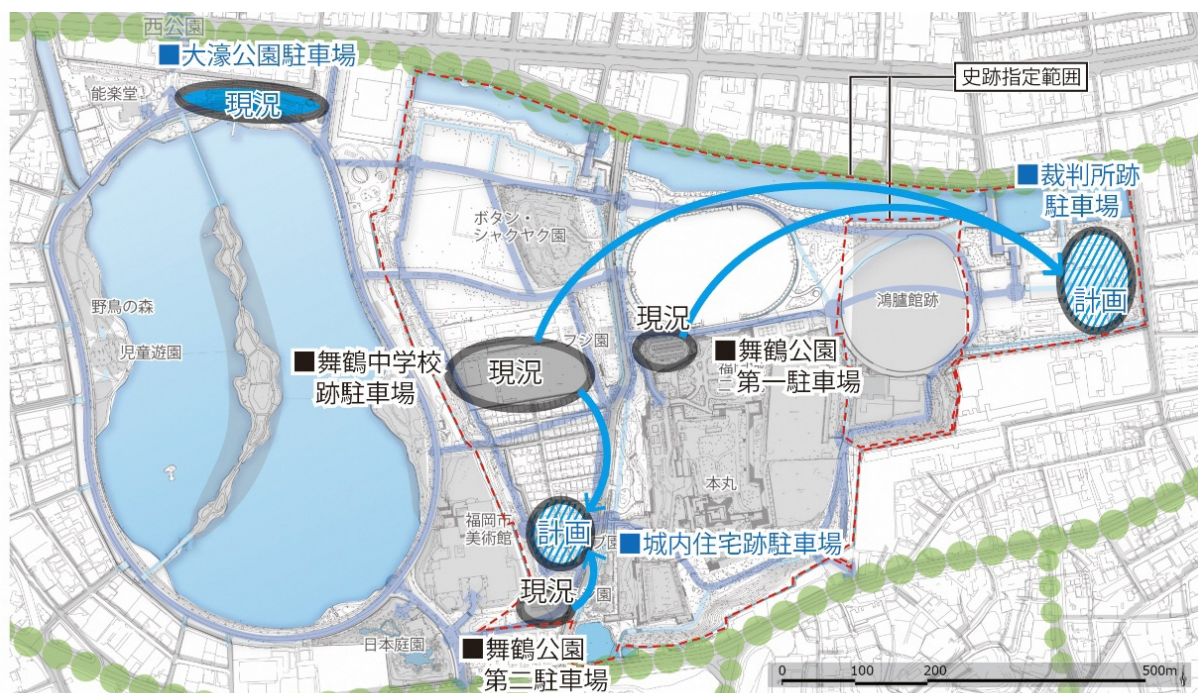 西公園
■大濠公園駐車場
能楽堂
現況
史跡指定範囲
■裁判所跡
駐車場
計画
ボタン・
シャクヤク園
鴻臚館跡
野鳥の森
児童遊園
■舞鶴中学校
跡駐車場
現況
フジ園
現況
■舞鶴公園
第一駐車場
二
本丸
福岡市
美術館
計画
園
■城内住宅跡駐車場
現況
園
日本庭園
■舞鶴公園
第二駐車場
0 100 200 500m